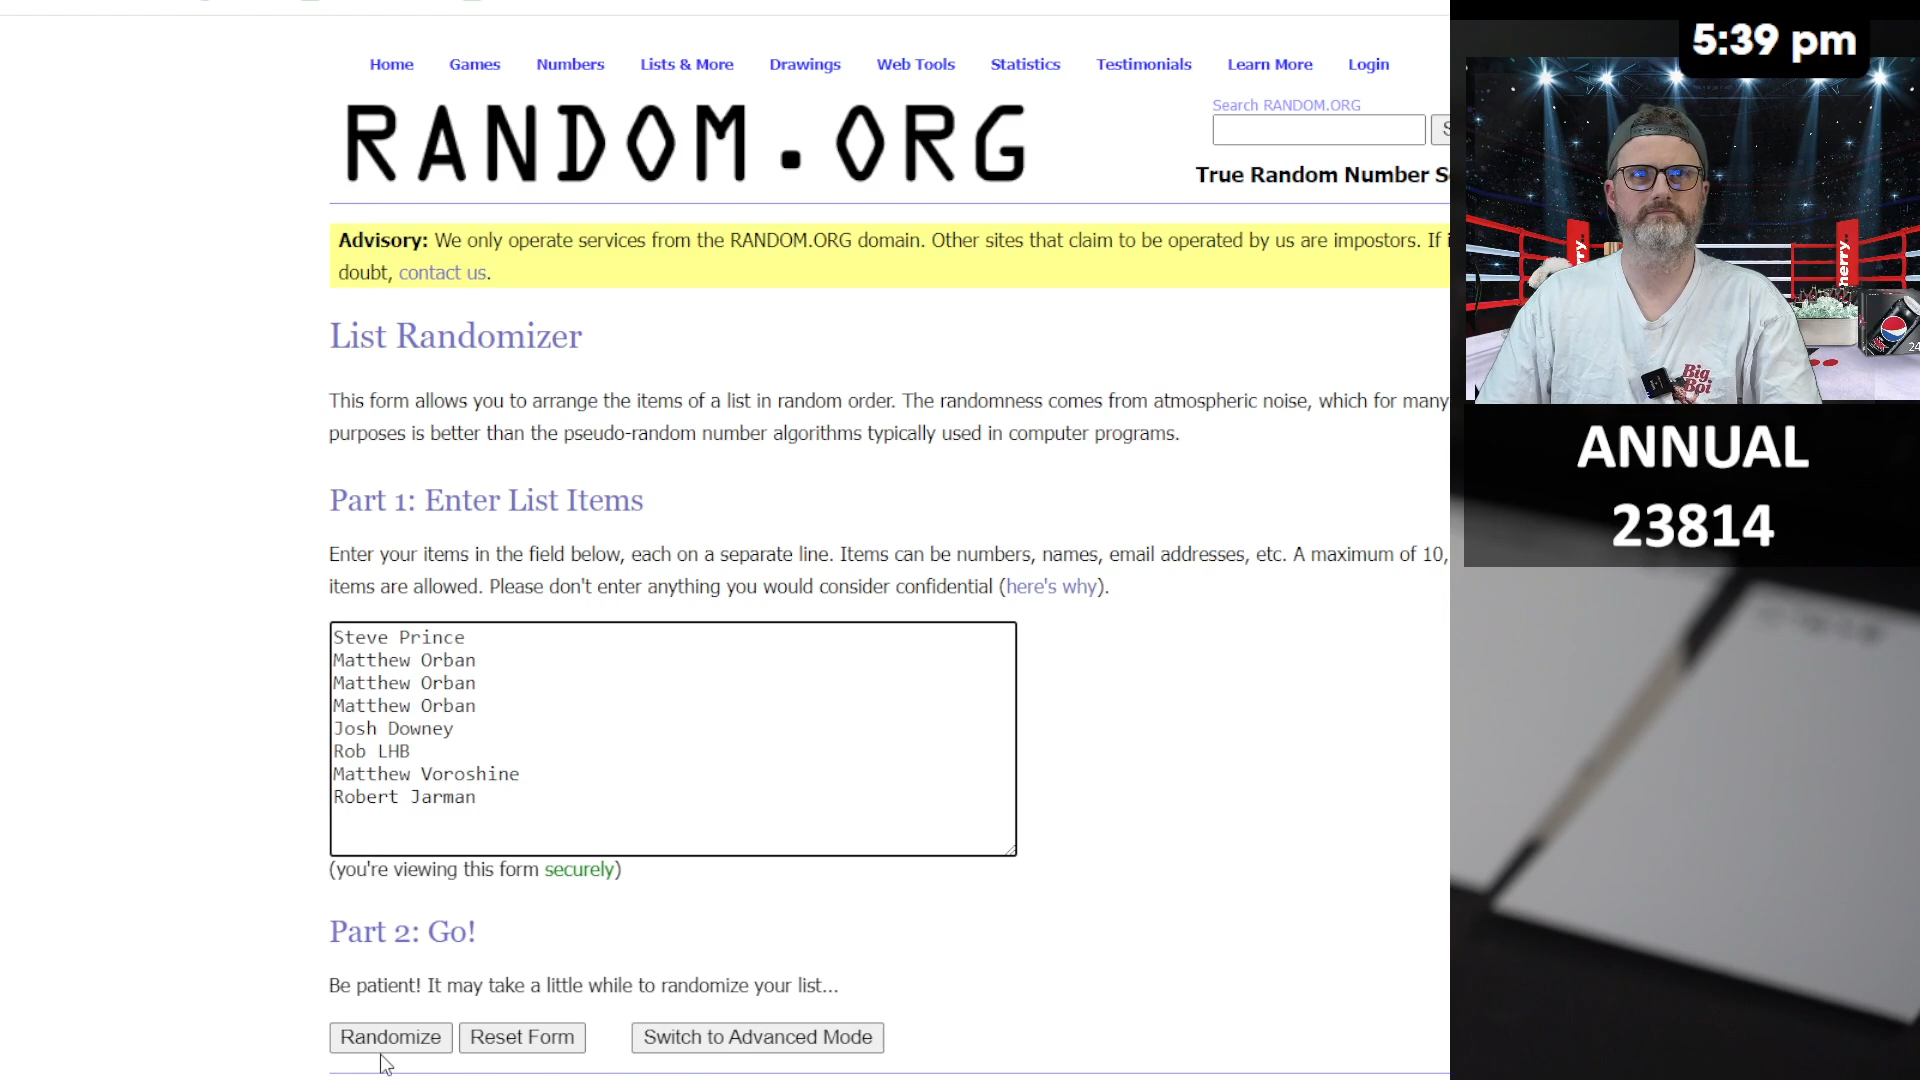 Home Games Numbers Lists & More Drawings Web Tools Statistics Testimonials Learn More Login
RANDOM.ORG
Search RANDOM.ORG
True Random Number
Advisory: We only operate services from the RANDOM.ORG domain. Other sites that claim to be operated by us are impostors. If
doubt, contact us.
List Randomizer
This form allows you to arrange the items of a list in random order. The randomness comes from atmospheric noise, which for many
purposes is better than the pseudo-random number algorithms typically used in computer programs.
Part 1: Enter List Items
Enter your items in the field below, each on a separate line. Items can be numbers, names, email addresses, etc. A maximum of 10,
items are allowed. Please don't enter anything you would consider confidential (here's why).
Steve Prince
Matthew Orban
Matthew Orban
Matthew Orban
Josh Downey
Rob LHB
Matthew Voroshine
Robert Jarman
(you're viewing this form securely)
Part 2: Go!
Be patient! It may take a little while to randomize your list...
Randomize Reset Form Switch to Advanced Mode
5:39 pm
Big
Boi
24
ANNUAL
23814